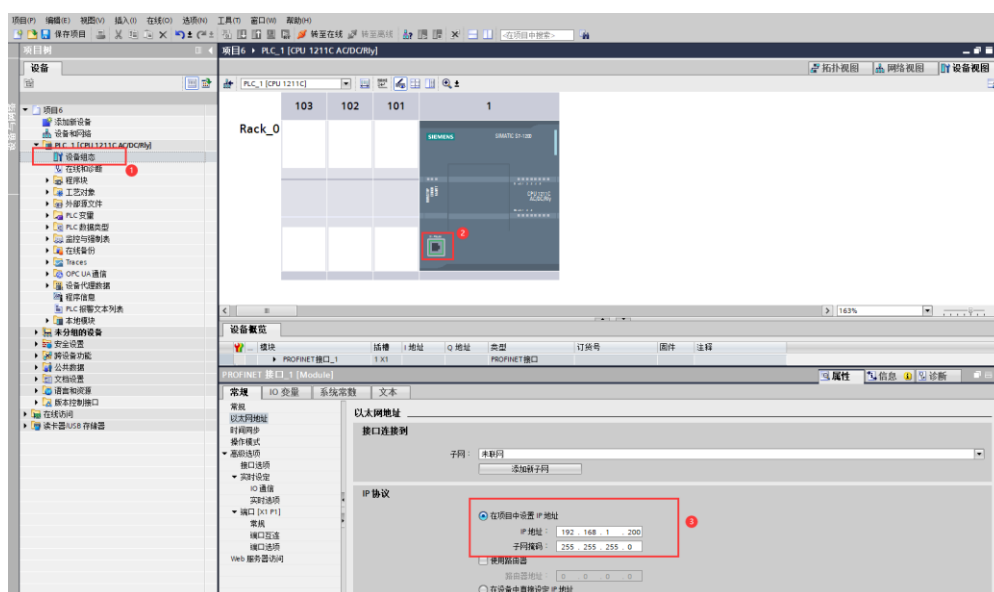 项目(P) 编辑(E) 视图(V) 插入(I) 在线(O) 选项(N) 工具(T) 窗口(W) 帮助(H)
保存项目 转至在线 转至离线 <在项目中搜索>
项目树
项目6 ▸ PLC_1 [CPU 1211C AC/DC/Rly]
设备
拓扑视图 网络视图 设备视图
PLC_1 [CPU 1211C]
103 102 101 1
Rack_0
SIEMENS SIMATIC S7-1200
CPU 1211C
AC/DC/Rly
项目6
添加新设备
设备和网络
PLC_1 [CPU 1211C AC/DC/Rly]
设备组态
在线和诊断
程序块
工艺对象
外部源文件
PLC 变量
PLC 数据类型
监控与强制表
在线备份
Traces
OPC UA 通信
设备代理数据
程序信息
PLC 报警文本列表
本地模块
未分组的设备
安全设置
跨设备功能
公共数据
文档设置
语言和资源
版本控制接口
在线访问
读卡器/USB 存储器
1
2
163%
设备概览
模块 插槽 I 地址 Q 地址 类型 订货号 固件 注释
PROFINET接口_1 1 X1 PROFINET接口
PROFINET 接口_1 [Module]
属性 信息 诊断
常规 IO 变量 系统常数 文本
常规
以太网地址
时间同步
操作模式
高级选项
接口选项
实时设定
IO 通信
实时选项
端口 [X1 P1]
常规
端口互连
端口选项
Web 服务器访问
以太网地址
接口连接到
子网： 未联网
添加新子网
IP 协议
在项目中设置 IP 地址
IP 地址： 192 . 168 . 1 . 200
子网掩码： 255 . 255 . 255 . 0
3
使用路由器
路由器地址： 0 . 0 . 0 . 0
在设备中直接设定 IP 地址